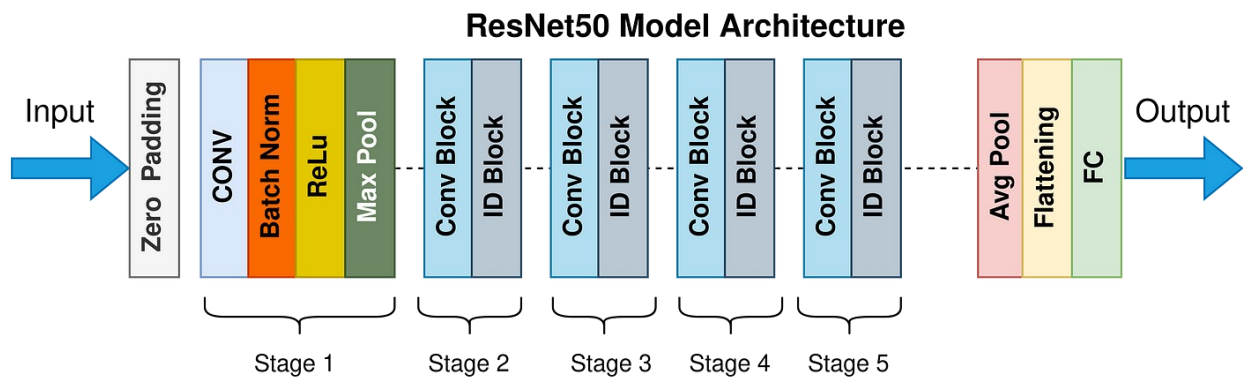 ResNet50 Model Architecture
Input
Zero Padding
CONV
Batch Norm
ReLu
Max Pool
Conv Block
ID Block
Conv Block
ID Block
Conv Block
ID Block
Conv Block
ID Block
Avg Pool
Flattening
FC
Output
Stage 1
Stage 2
Stage 3
Stage 4
Stage 5